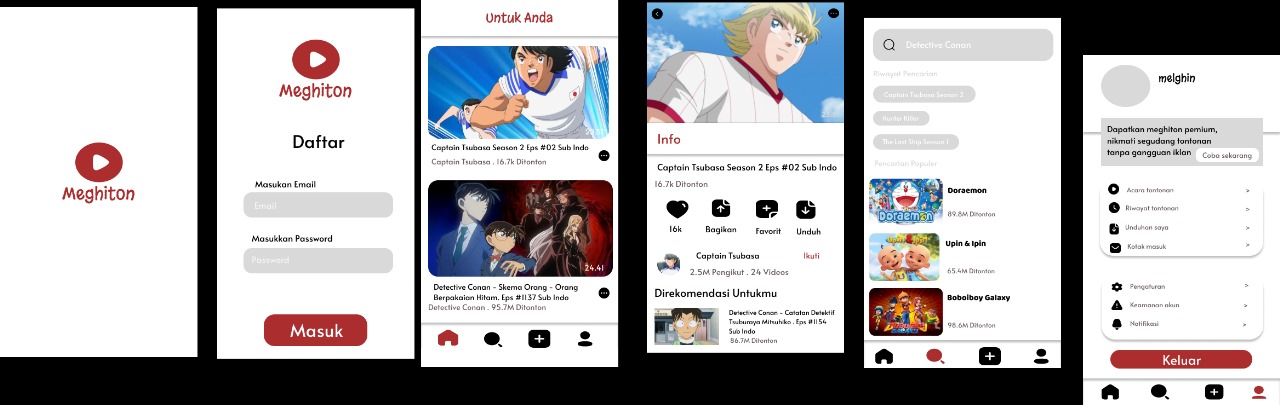 Meghiton
Meghiton
Daftar
Masukan Email
Email
Masukkan Password
Password
Masuk
Untuk Anda
Captain Tsubasa Season 2 Eps #02 Sub Indo
Captain Tsubasa . 16.7k Ditonton
24.41
Detective Conan - Skema Orang - Orang
Berpakaian Hitam. Eps #1137 Sub Indo
Detective Conan . 95.7M Ditonton
Info
Captain Tsubasa Season 2 Eps #02 Sub Indo
16.7k Ditonton
16k
Bagikan
Favorit
Unduh
Captain Tsubasa
Ikuti
2.5M Pengikut . 24 Videos
Direkomendasi Untukmu
Detective Conan - Catatan Detektif
Tsuburaya Mitsuhiko . Eps #1154
Sub Indo
86.7M Ditonton
Detective Conan
Riwayat Pencarian
Captain Tsubasa Season 2
Hunter Killer
The Last Ship Season 1
Pencarian Populer
DORAEMON
Doraemon
89.8M Ditonton
Upin & Ipin
65.4M Ditonton
Boboiboy Galaxy
98.6M Ditonton
melghin
Dapatkan meghiton pemium,
nikmati segudang tontonan
tanpa gangguan iklan
Coba sekarang
Acara tontonan >
Riwayat tontonan >
Unduhan saya >
Kotak masuk >
Pengaturan >
Keamanan akun >
Notifikasi >
Keluar